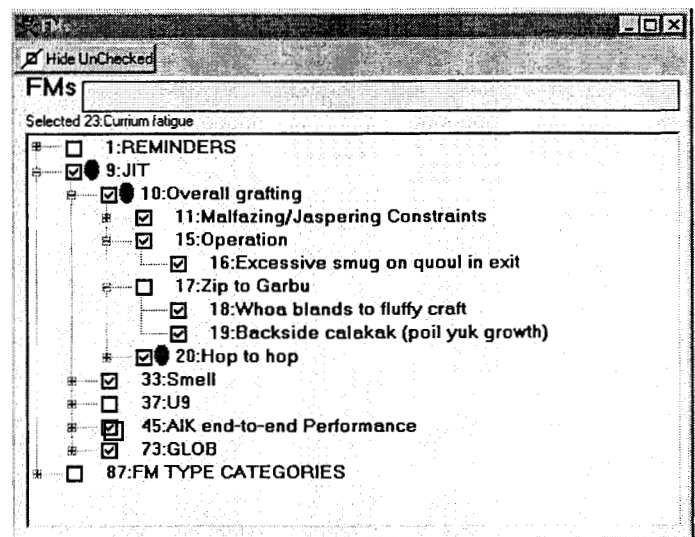 FMs
Hide UnChecked
FMs
Selected 23:Currium fatigue
1:REMINDERS
9:JIT
10:Overall grafting
11:Malfazing/Jaspering Constraints
15:Operation
16:Excessive smug on quoul in exit
17:Zip to Garbu
18:Whoa blands to fluffy craft
19:Backside calakak (poil yuk growth)
20:Hop to hop
33:Smell
37:U9
45:AIK end-to-end Performance
73:GLOB
87:FM TYPE CATEGORIES